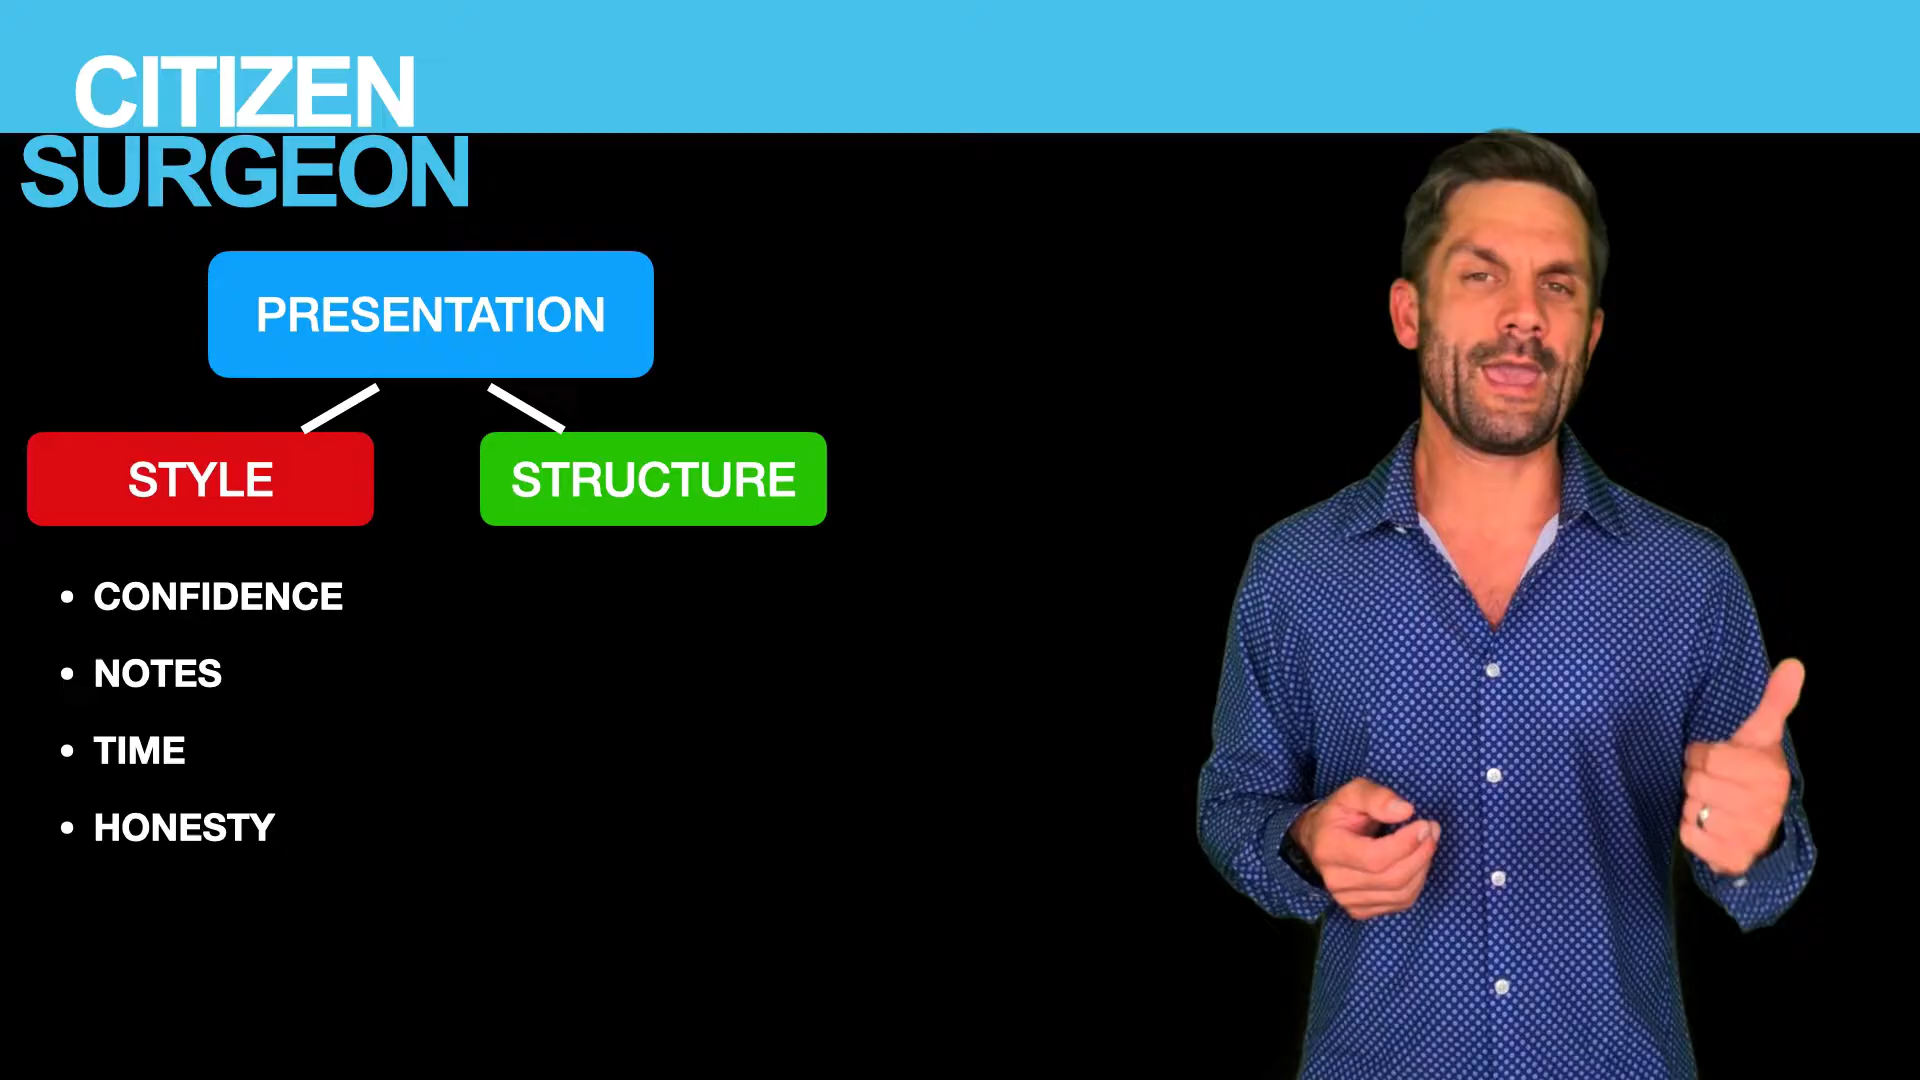 CITIZEN
SURGEON
PRESENTATION
STYLE
STRUCTURE
• CONFIDENCE
• NOTES
• TIME
• HONESTY